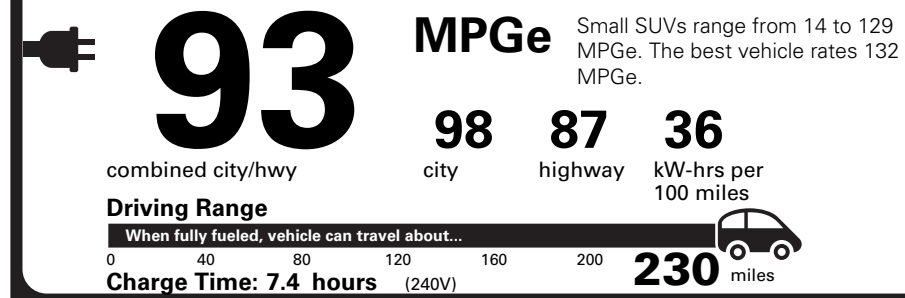 93
MPGe
Small SUVs range from 14 to 129
MPGe. The best vehicle rates 132
MPGe.
combined city/hwy
98
city
87
highway
36
kW-hrs per
100 miles
Driving Range
When fully fueled, vehicle can travel about...
0 40 80 120 160 200 230 miles
Charge Time: 7.4 hours (240V)